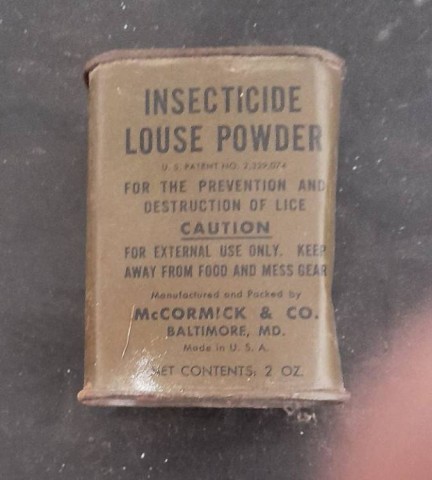 INSECTICIDE
LOUSE POWDER
U. S. PATENT NO. 2,329,074
FOR THE PREVENTION AND
DESTRUCTION OF LICE
CAUTION
FOR EXTERNAL USE ONLY. KEEP
AWAY FROM FOOD AND MESS GEAR
Manufactured and Packed by
McCORMICK & CO.
BALTIMORE, MD.
Made in U. S. A.
NET CONTENTS: 2 OZ.